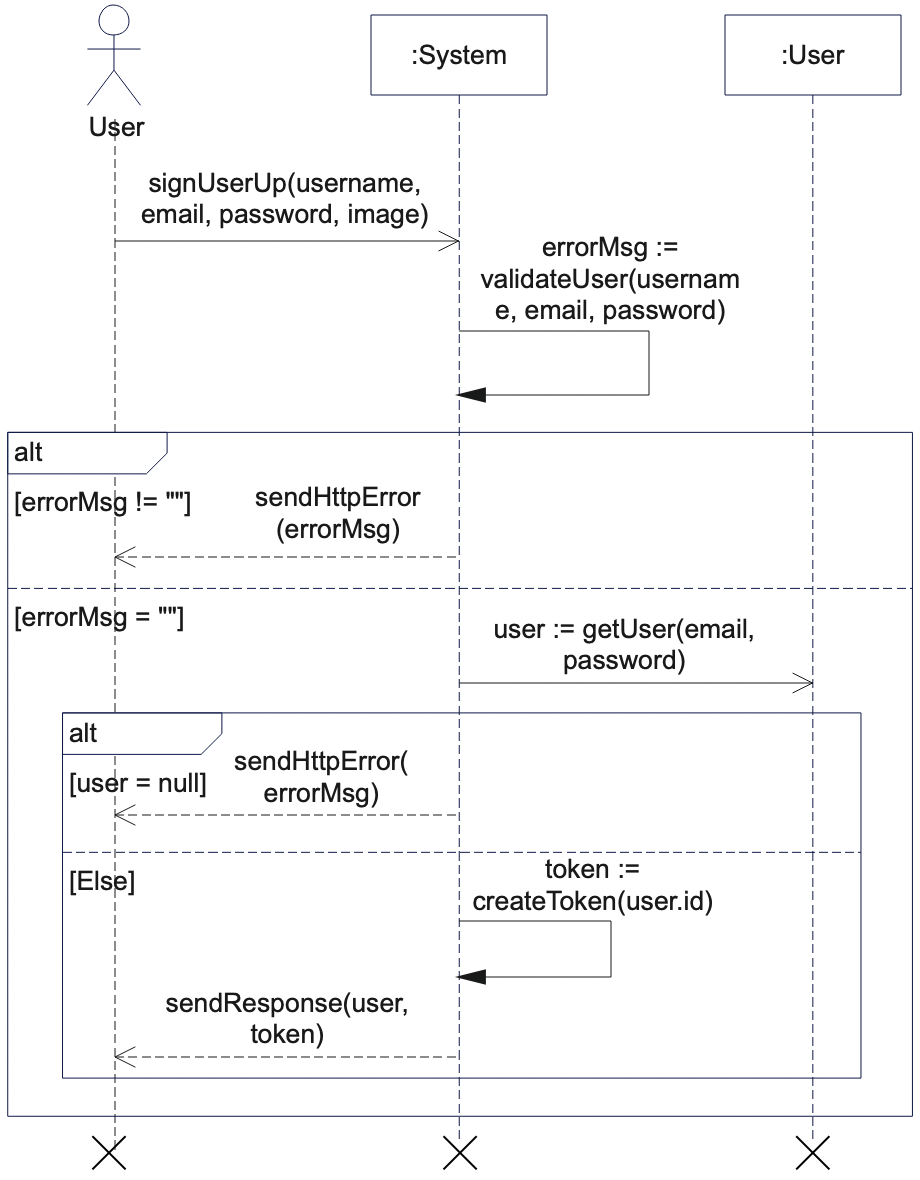 :System
:User
User
signUserUp(username,
email, password, image)
errorMsg :=
validateUser(usernam
e, email, password)
alt
[errorMsg != ""]
sendHttpError
(errorMsg)
[errorMsg = ""]
user := getUser(email,
password)
alt
[user = null]
sendHttpError(
errorMsg)
[Else]
token :=
createToken(user.id)
sendResponse(user,
token)